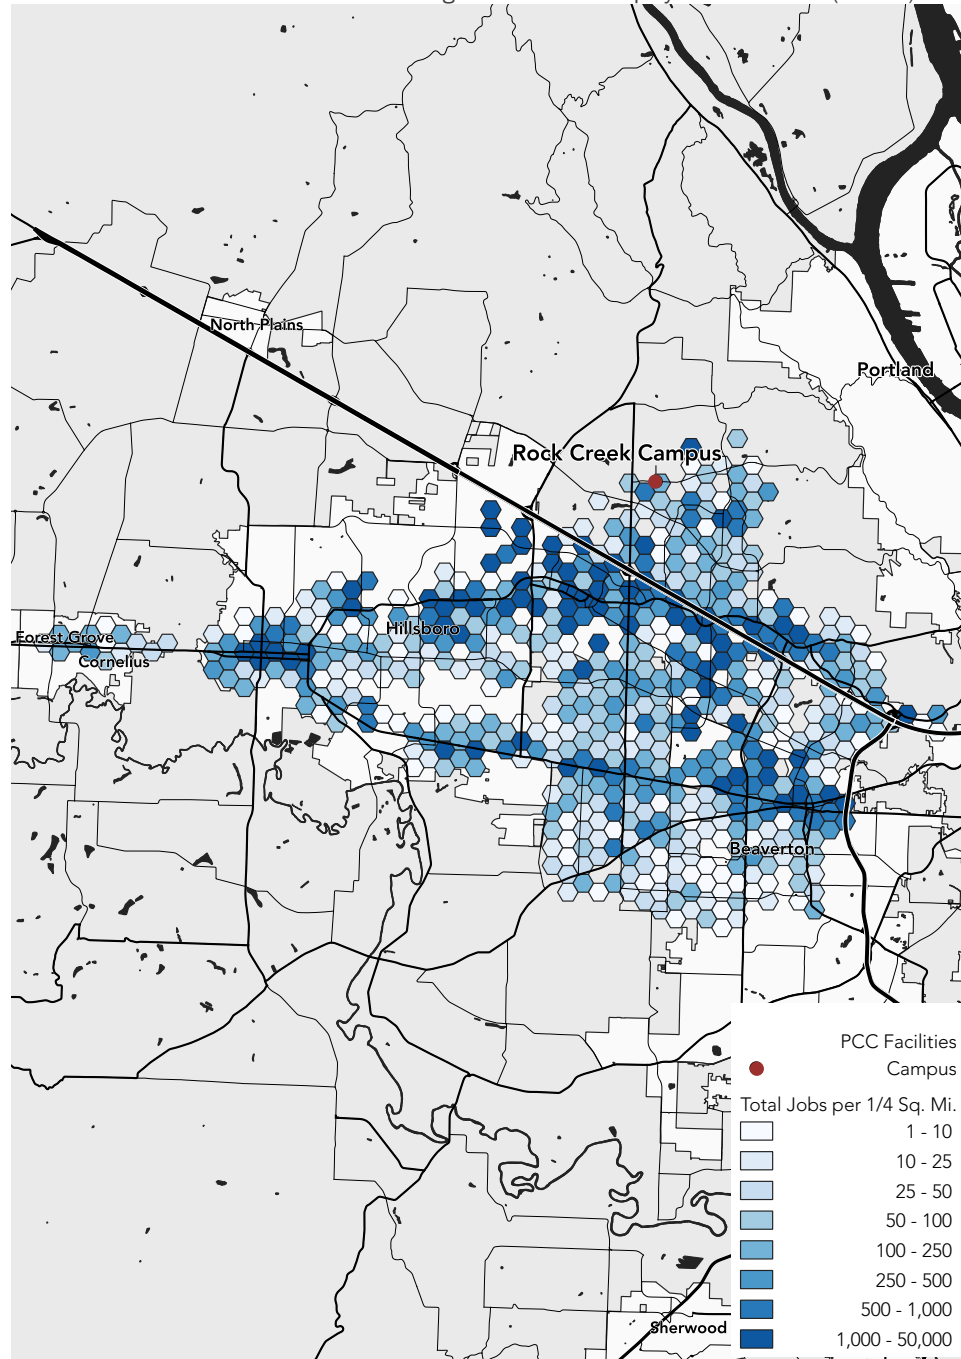 North Plains
Portland
Rock Creek Campus
Hillsboro
Forest Grove
Cornelius
Beaverton
PCC Facilities
Campus
Total Jobs per 1/4 Sq. Mi.
1 - 10
10 - 25
25 - 50
50 - 100
100 - 250
250 - 500
500 - 1,000
1,000 - 50,000
Sherwood